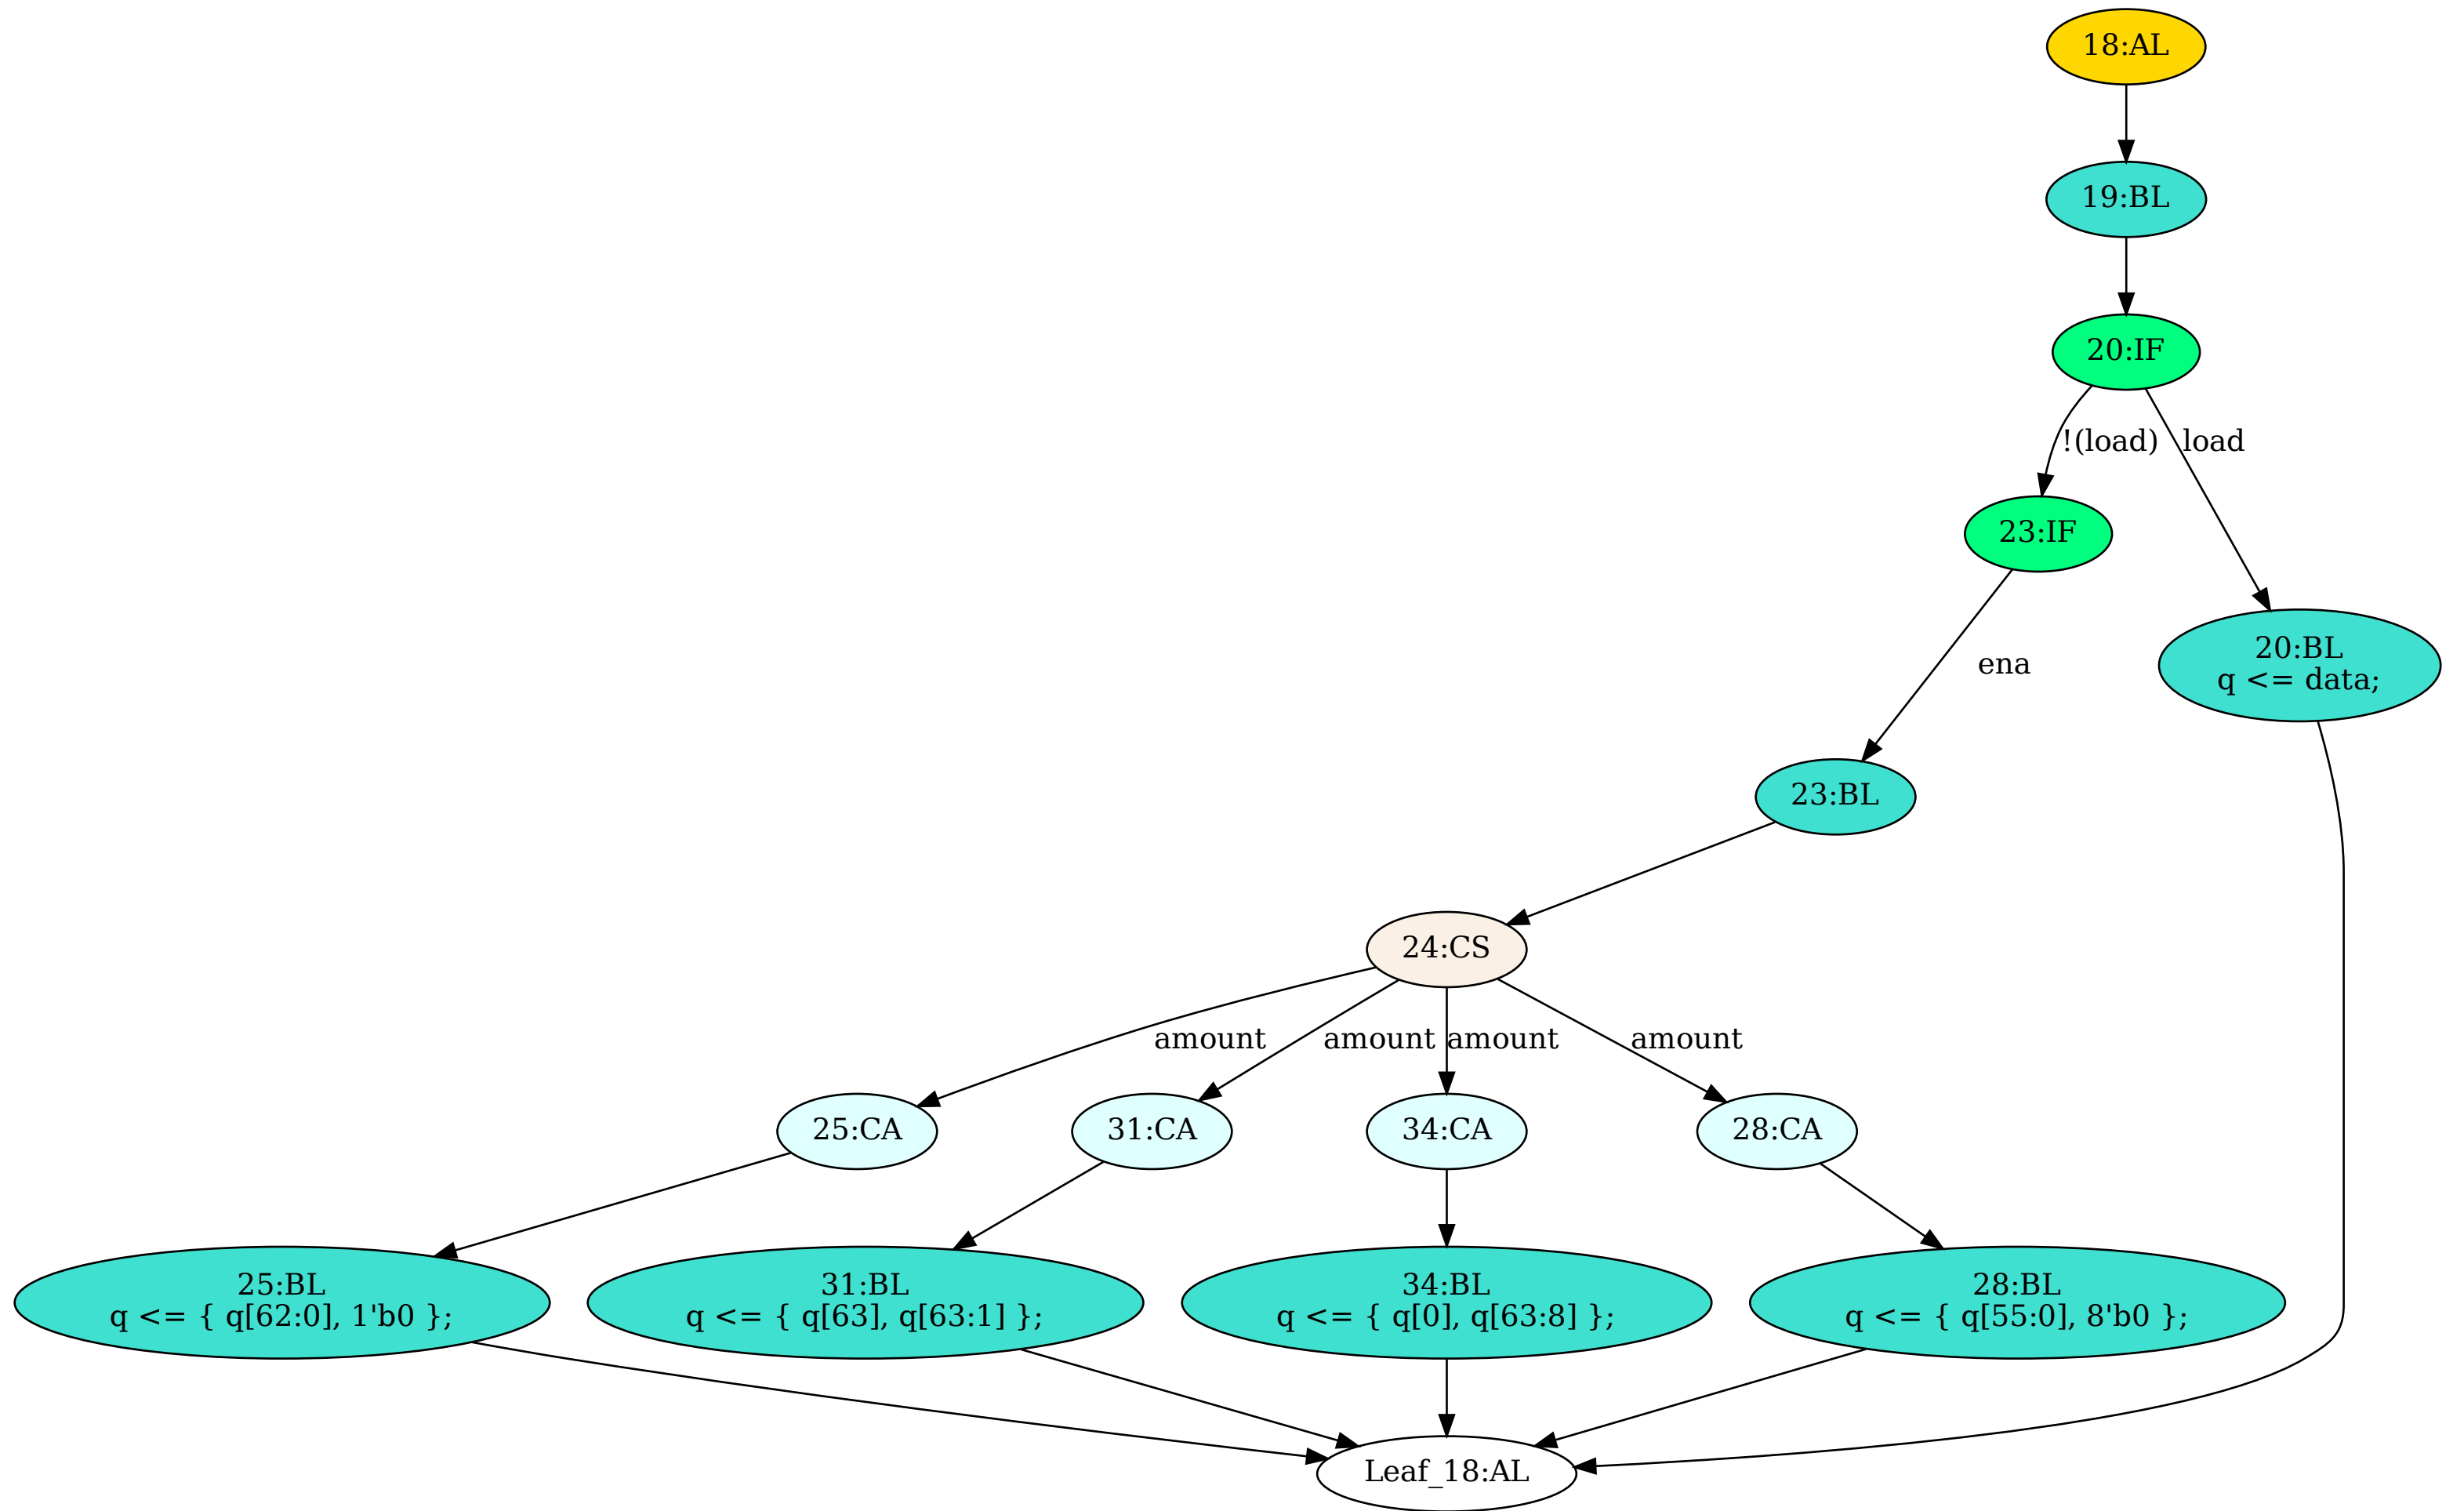 18:AL
19:BL
20:IF
!(load)
load
23:IF
20:BL
q <= data;
ena
23:BL
24:CS
amount
amount
amount
amount
25:CA
31:CA
34:CA
28:CA
25:BL
q <= { q[62:0], 1'b0 };
31:BL
q <= { q[63], q[63:1] };
34:BL
q <= { q[0], q[63:8] };
28:BL
q <= { q[55:0], 8'b0 };
Leaf_18:AL